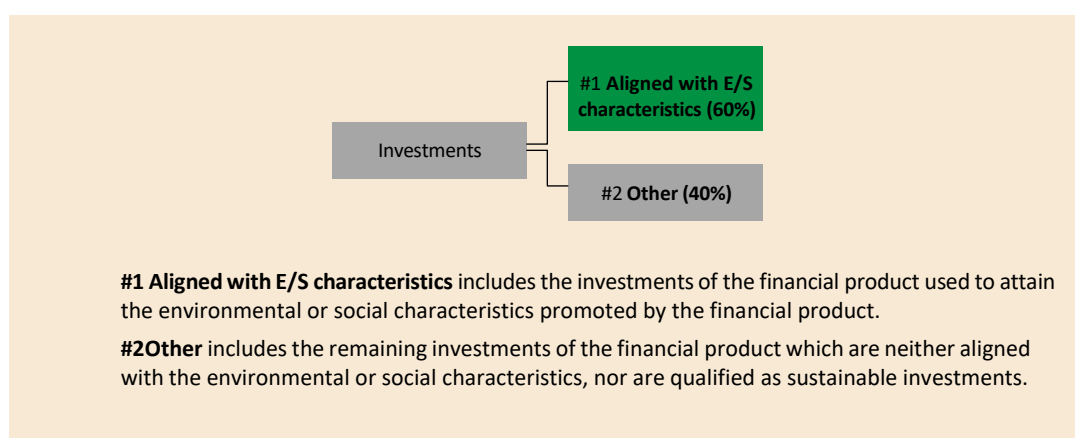 #1 Aligned with E/S
characteristics (60%)
Investments
#2 Other (40%)
#1 Aligned with E/S characteristics includes the investments of the financial product used to attain
the environmental or social characteristics promoted by the financial product.
#2Other includes the remaining investments of the financial product which are neither aligned
with the environmental or social characteristics, nor are qualified as sustainable investments.